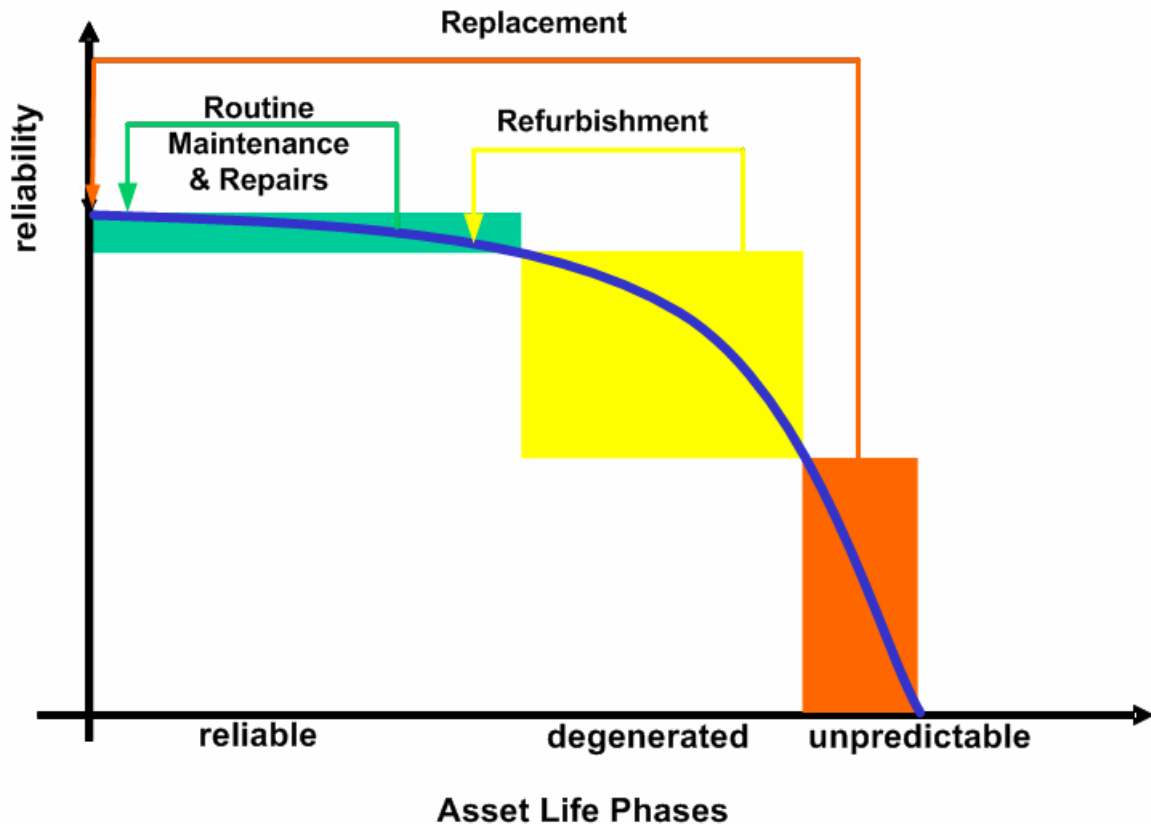 Replacement
Routine
Maintenance
& Repairs
Refurbishment
reliability
reliable
degenerated
unpredictable
Asset Life Phases